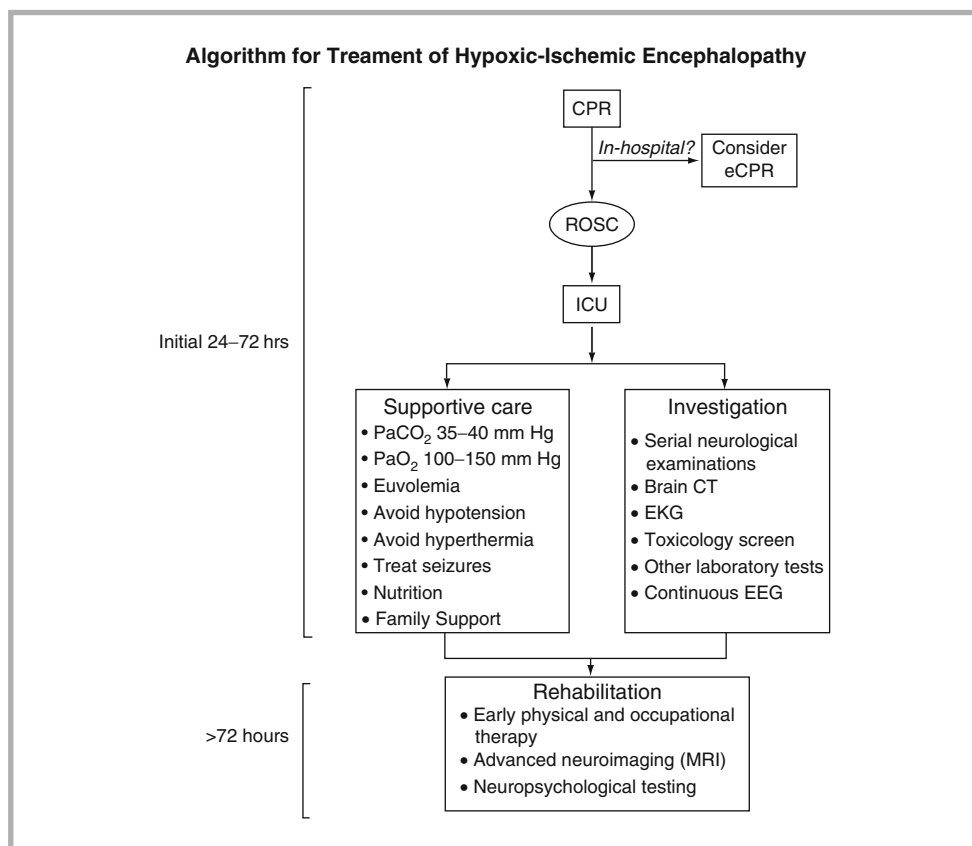 Algorithm for Treament of Hypoxic-Ischemic Encephalopathy
CPR
In-hospital?
Consider
eCPR
ROSC
ICU
Initial 24–72 hrs
Supportive care
• PaCO₂ 35–40 mm Hg
• PaO₂ 100–150 mm Hg
• Euvolemia
• Avoid hypotension
• Avoid hyperthermia
• Treat seizures
• Nutrition
• Family Support
Investigation
• Serial neurological
examinations
• Brain CT
• EKG
• Toxicology screen
• Other laboratory tests
• Continuous EEG
>72 hours
Rehabilitation
• Early physical and occupational
therapy
• Advanced neuroimaging (MRI)
• Neuropsychological testing